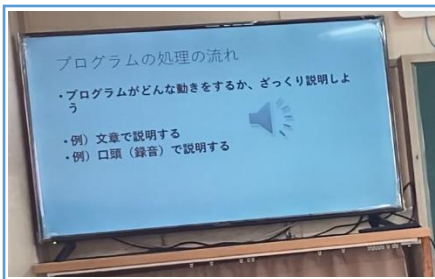 プログラムの処理の流れ
・プログラムがどんな動きをするか、ざっくり説明しよ
う
・例）文章で説明する
・例）口頭（録音）で説明する